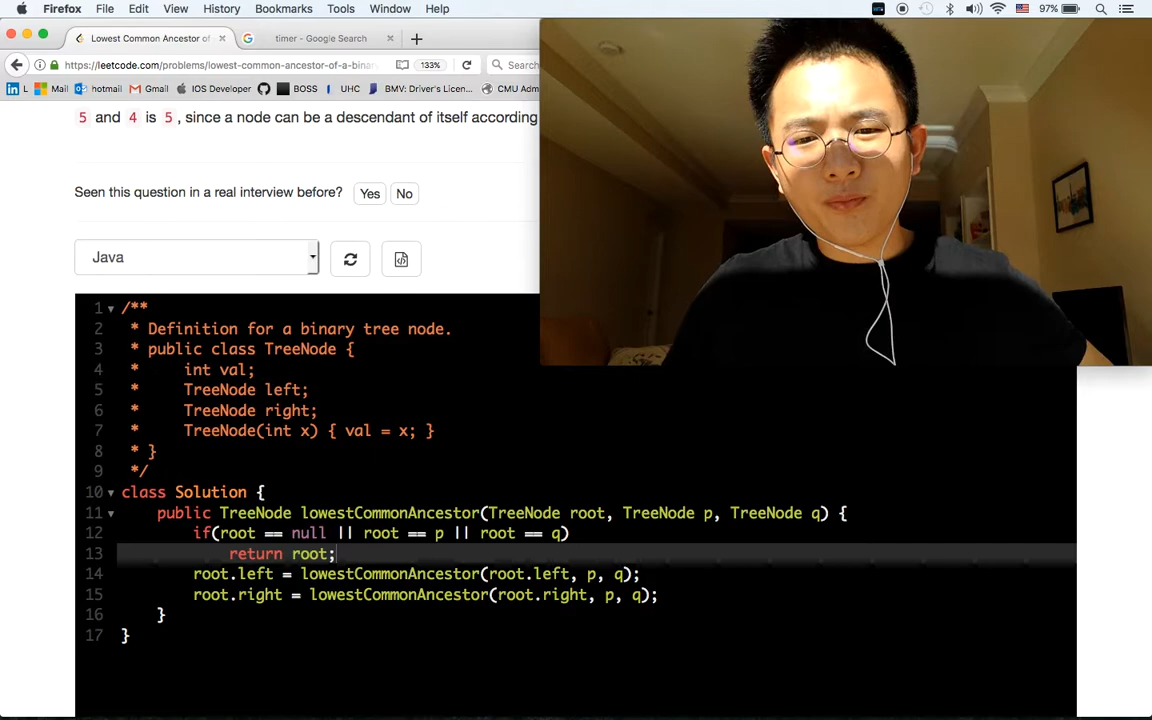 Firefox File Edit View History Bookmarks Tools Window Help 97%
Lowest Common Ancestor of timer - Google Search
https://leetcode.com/problems/lowest-common-ancestor-of-a-binar 133% Search
L Mail hotmail Gmail IOS Developer BOSS UHC BMV: Driver's Licen... CMU Adm
5 and 4 is 5, since a node can be a descendant of itself according
Seen this question in a real interview before? Yes No
Java
1 /**
2 * Definition for a binary tree node.
3 * public class TreeNode {
4 * int val;
5 * TreeNode left;
6 * TreeNode right;
7 * TreeNode(int x) { val = x; }
8 * }
9 */
10 class Solution {
11 public TreeNode lowestCommonAncestor(TreeNode root, TreeNode p, TreeNode q) {
12 if(root == null || root == p || root == q)
13 return root;
14 root.left = lowestCommonAncestor(root.left, p, q);
15 root.right = lowestCommonAncestor(root.right, p, q);
16 }
17 }